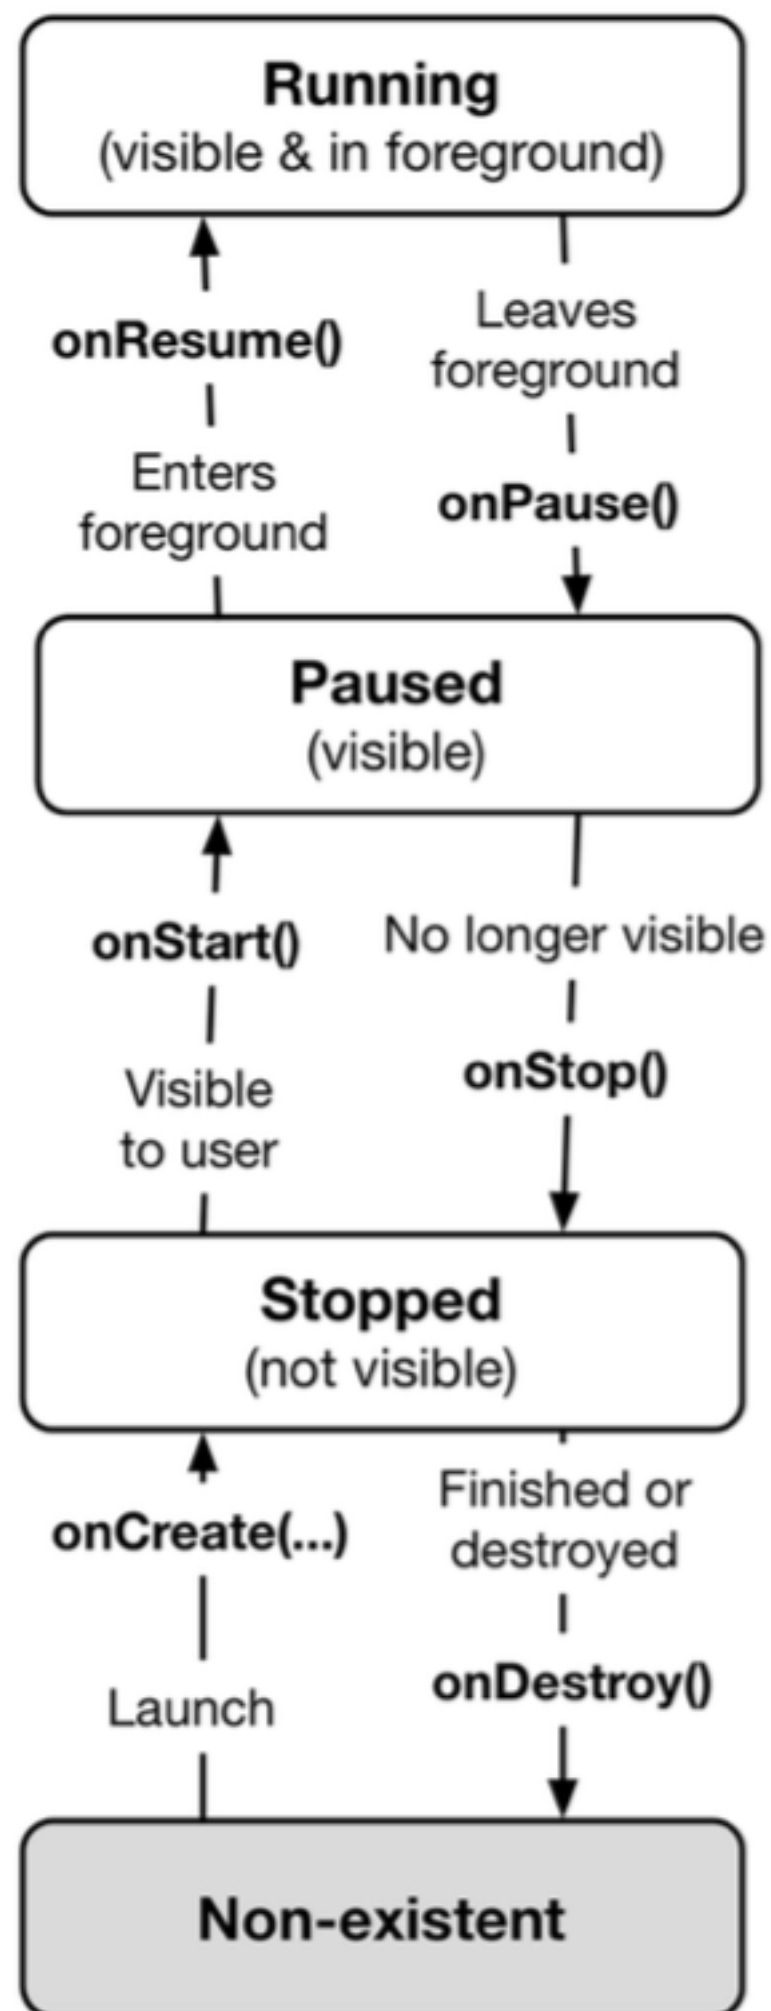 Running
(visible & in foreground)
onResume()
Enters
foreground
Leaves
foreground
onPause()
Paused
(visible)
onStart()
Visible
to user
No longer visible
onStop()
Stopped
(not visible)
onCreate(...)
Launch
Finished or
destroyed
onDestroy()
Non-existent